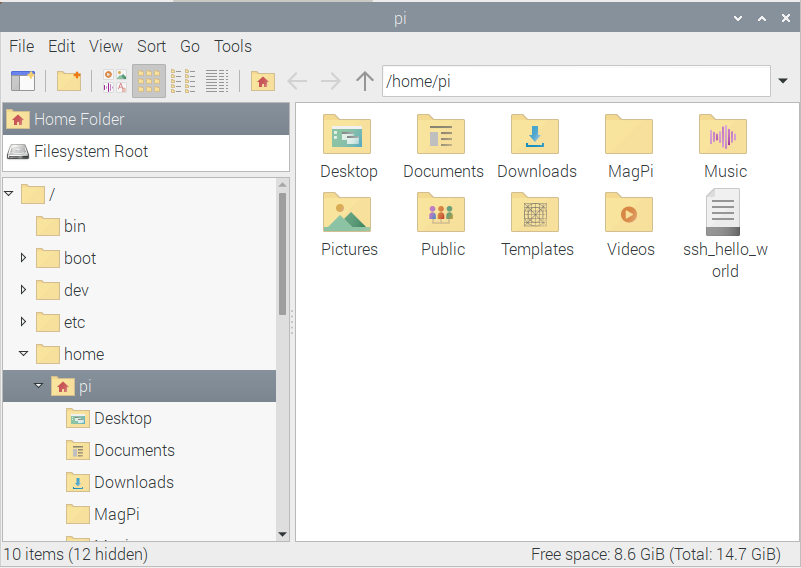 pi
File Edit View Sort Go Tools
/home/pi
Home Folder
Filesystem Root
/
bin
boot
dev
etc
home
pi
Desktop
Documents
Downloads
MagPi
Desktop Documents Downloads MagPi Music
Pictures Public Templates Videos ssh_hello_w
orld
10 items (12 hidden)
Free space: 8.6 GiB (Total: 14.7 GiB)